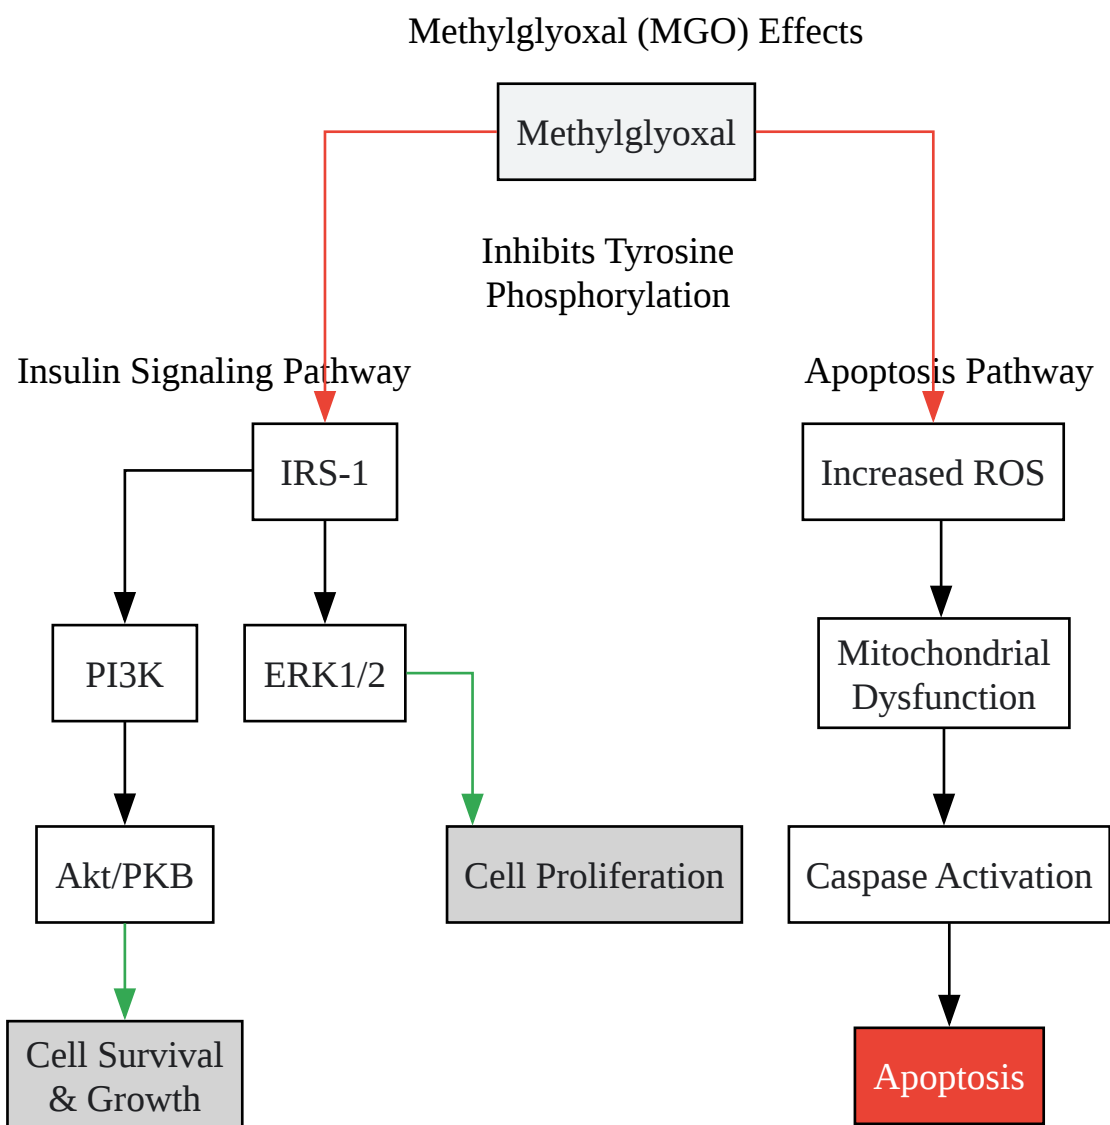 Methylglyoxal (MGO) Effects
Methylglyoxal
Inhibits Tyrosine
Phosphorylation
Insulin Signaling Pathway
Apoptosis Pathway
IRS-1
Increased ROS
PI3K
ERK1/2
Mitochondrial
Dysfunction
Akt/PKB
Cell Proliferation
Caspase Activation
Cell Survival
& Growth
Apoptosis